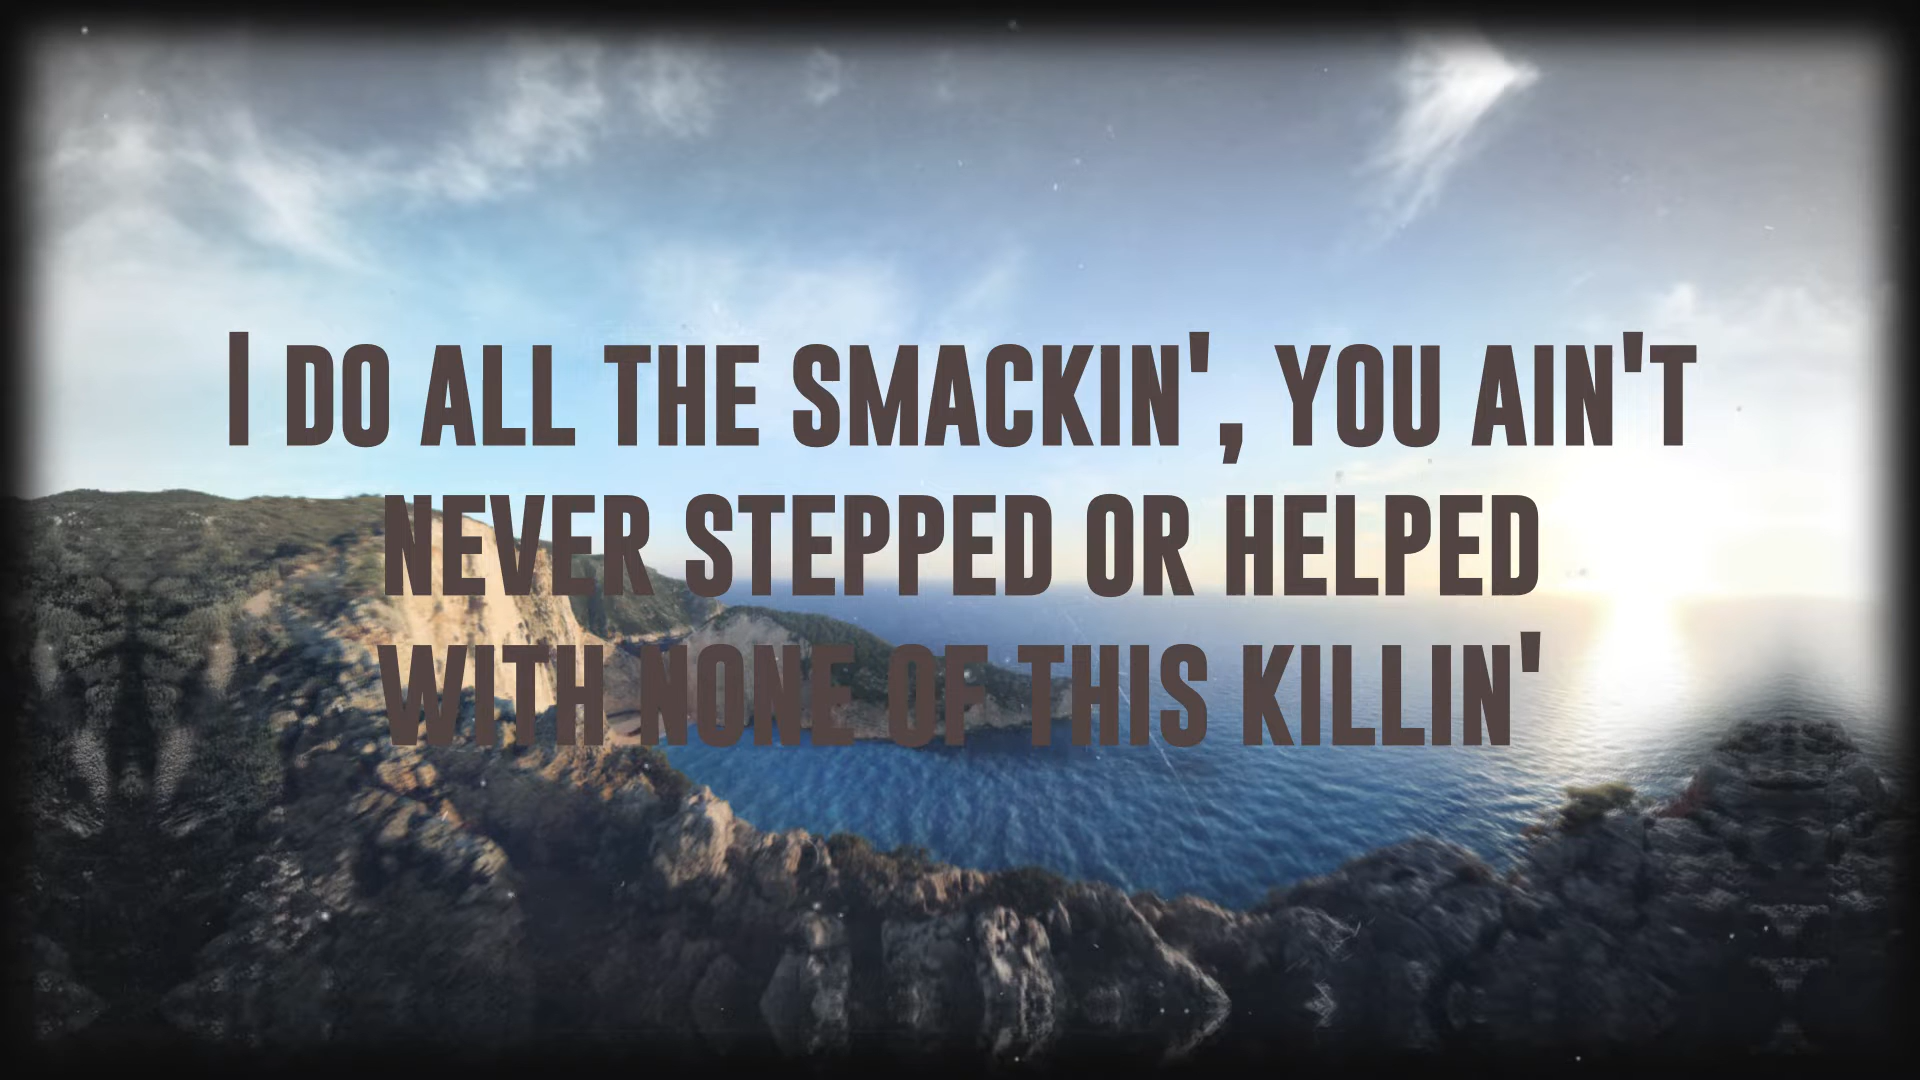 I DO ALL THE SMACKIN', YOU AIN'T
NEVER STEPPED OR HELPED
WITH NONE OF THIS KILLIN'